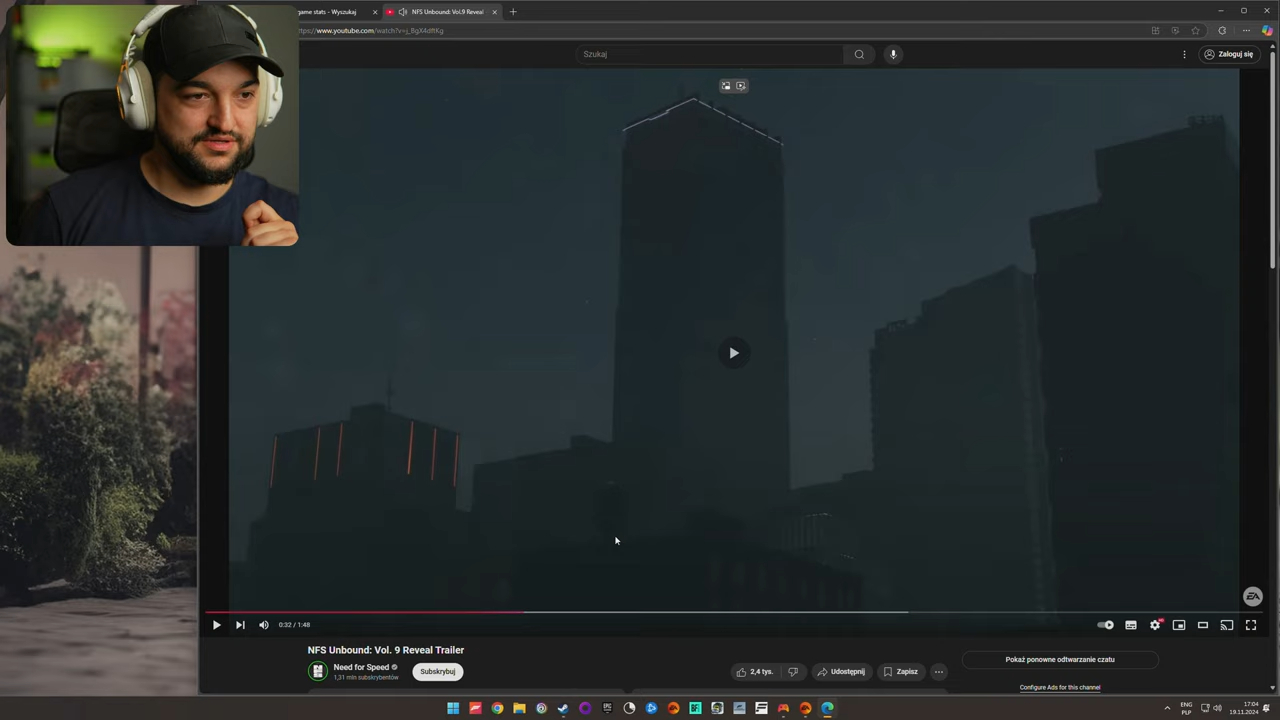 game stats - Wyszukaj
NFS Unbound: Vol.9 Reveal
https://www.youtube.com/watch?v=j_BgX4dftKg
Szukaj
Zaloguj się
EA
0:32 / 1:48
NFS Unbound: Vol. 9 Reveal Trailer
Need for Speed
1,31 mln subskrybentów
Subskrybuj
2,4 tys.
Udostępnij
Zapisz
Pokaż ponowne odtwarzanie czatu
Configure Ads for this channel
ENG
PLP
17:04
19.11.2024